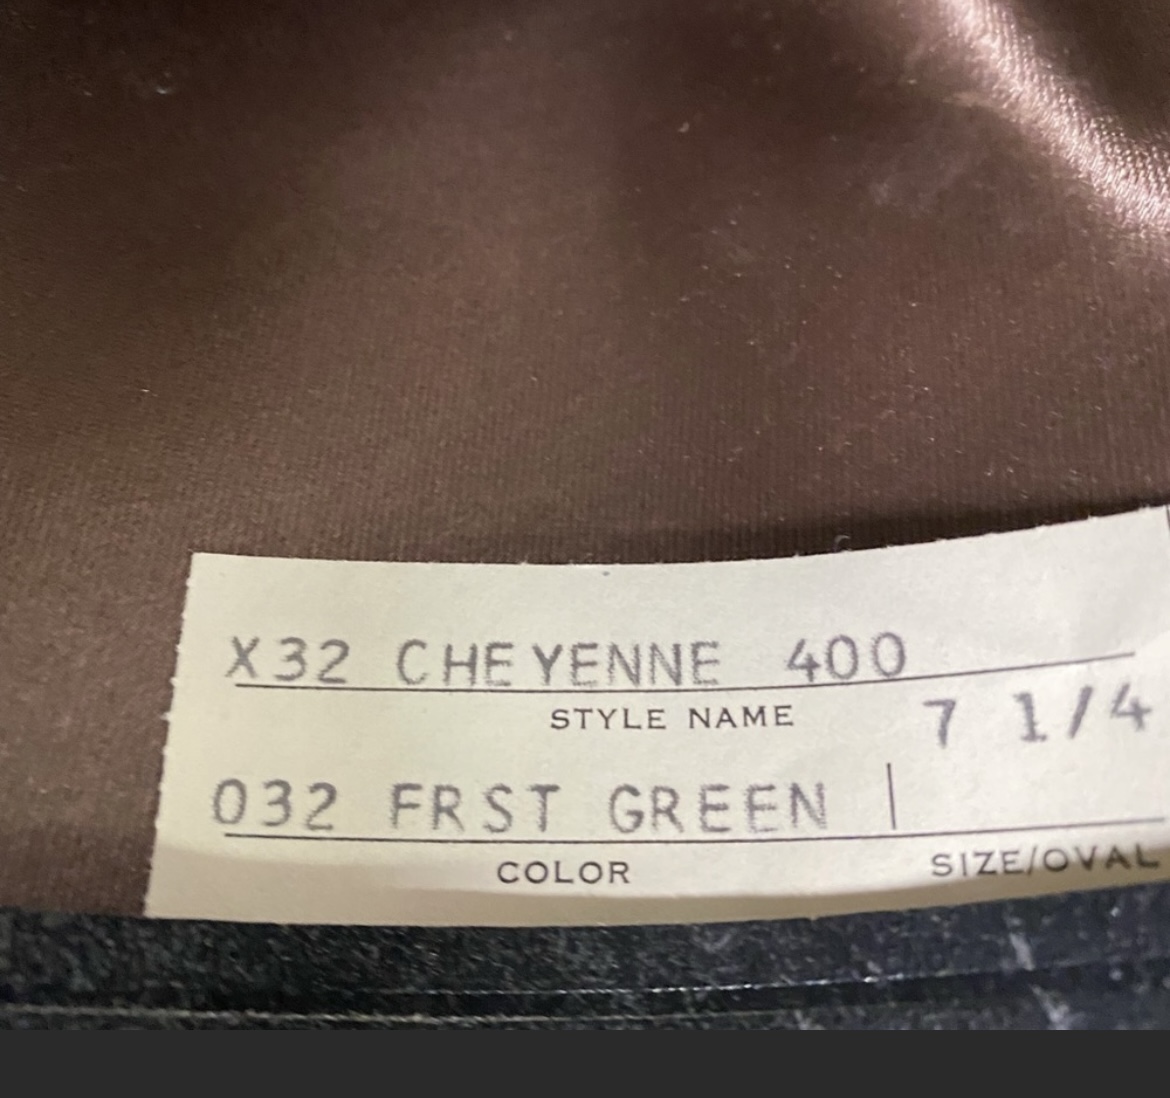 X32 CHEYENNE 400
STYLE NAME
7 1/4
032 FRST GREEN
COLOR
SIZE/OVAL